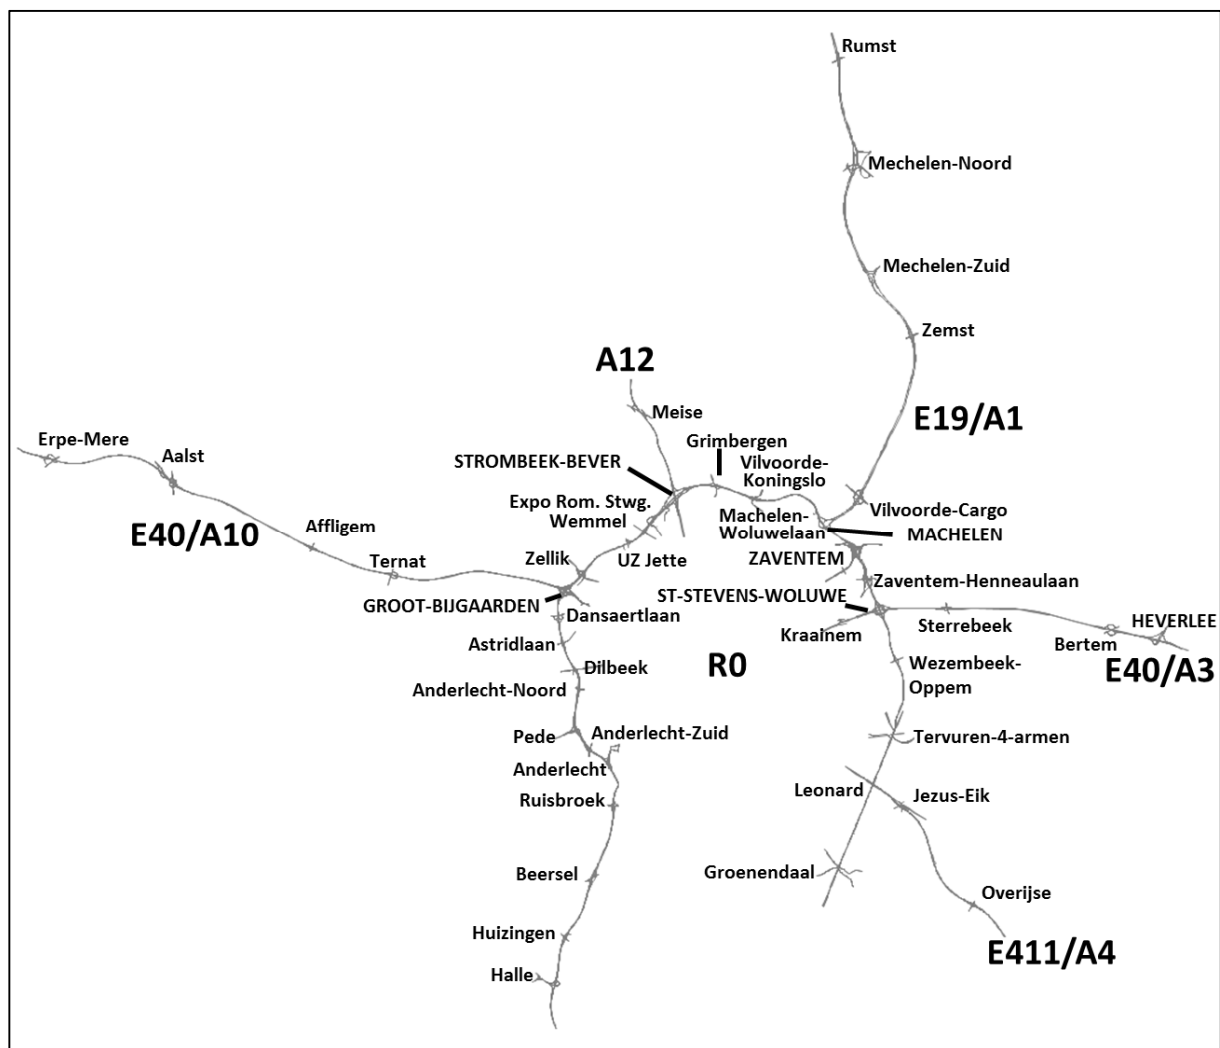 Rumst
Mechelen-Noord
Mechelen-Zuid
Zemst
A12
E19/A1
Meise
Erpe-Mere
Grimbergen
Aalst
STROMBEEK-BEVER
Vilvoorde-
Koningslo
Expo Rom. Stwg.
Wemmel
Vilvoorde-Cargo
Machelen-
Woluwelaan
MACHELEN
E40/A10
Affligem
Ternat
Zellik
UZ Jette
ZAVENTEM
Zaventem-Henneaulaan
GROOT-BIJGAARDEN
ST-STEVENS-WOLUWE
Dansaertlaan
Kraainem
Sterrebeek
HEVERLEE
Bertem
Astridlaan
Dilbeek
R0
Wezembeek-
Oppem
E40/A3
Anderlecht-Noord
Pede
Anderlecht-Zuid
Tervuren-4-armen
Anderlecht
Ruisbroek
Leonard
Jezus-Eik
Beersel
Groenendaal
Overijse
Huizingen
E411/A4
Halle